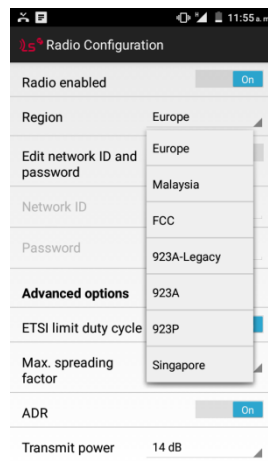 11:55 a.m
ls Radio Configuration
Radio enabled On
Region Europe
Europe
Edit network ID and
password
Malaysia
Network ID
FCC
Password
923A-Legacy
Advanced options
923A
ETSI limit duty cycle
923P
Max. spreading
factor
Singapore
ADR On
Transmit power 14 dB